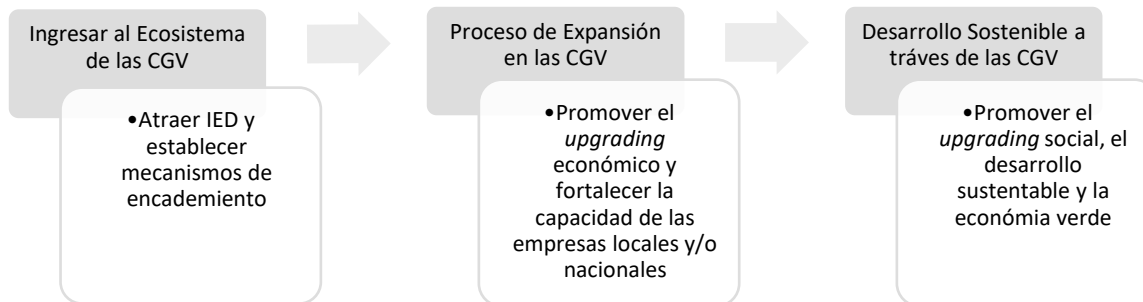 Ingresar al Ecosistema
de las CGV
•Atraer IED y
establecer
mecanismos de
encademiento
Proceso de Expansión
en las CGV
•Promover el
upgrading
económico y
fortalecer la
capacidad de las
empresas locales y/o
nacionales
Desarrollo Sostenible a
tráves de las CGV
•Promover el
upgrading social, el
desarrollo
sustentable y la
económia verde